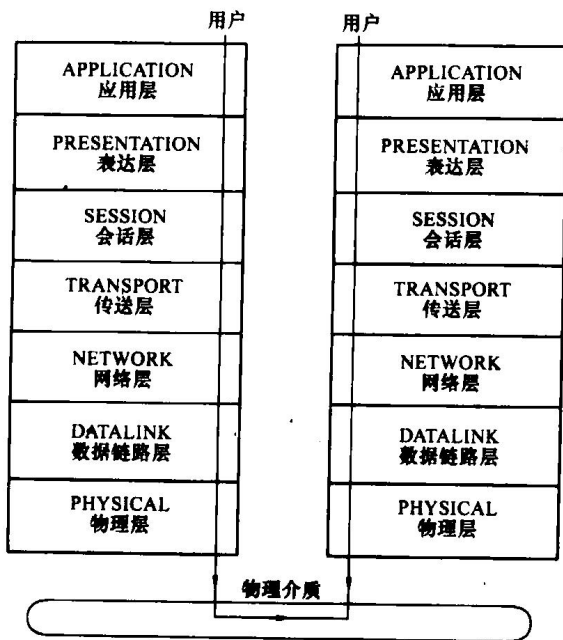 用户
APPLICATION
应用层
PRESENTATION
表达层
SESSION
会话层
TRANSPORT
传送层
NETWORK
网络层
DATALINK
数据链路层
PHYSICAL
物理层
用户
APPLICATION
应用层
PRESENTATION
表达层
SESSION
会话层
TRANSPORT
传送层
NETWORK
网络层
DATALINK
数据链路层
PHYSICAL
物理层
物理介质